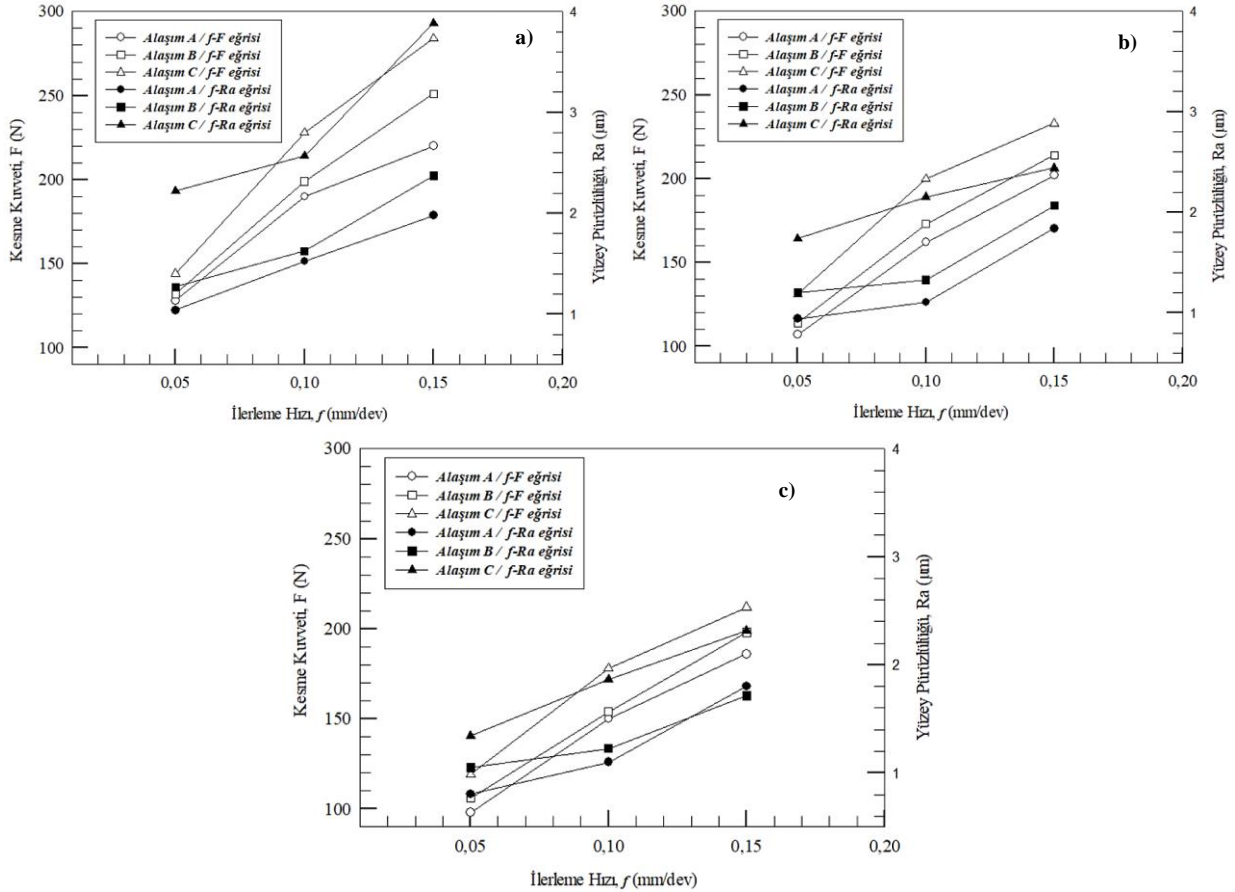 a)
Alaşım A / f-F eğrisi
Alaşım B / f-F eğrisi
Alaşım C / f-F eğrisi
Alaşım A / f-Ra eğrisi
Alaşım B / f-Ra eğrisi
Alaşım C / f-Ra eğrisi
Kesme Kuvveti, F (N)
300
250
200
150
100
Yüzey Pürüzlülüğü, Ra (µm)
4
3
2
1
0,05 0,10 0,15 0,20
İlerleme Hızı, f (mm/dev)
b)
Alaşım A / f-F eğrisi
Alaşım B / f-F eğrisi
Alaşım C / f-F eğrisi
Alaşım A / f-Ra eğrisi
Alaşım B / f-Ra eğrisi
Alaşım C / f-Ra eğrisi
Kesme Kuvveti, F (N)
300
250
200
150
100
Yüzey Pürüzlülüğü, Ra (µm)
4
3
2
1
0,05 0,10 0,15 0,20
İlerleme Hızı, f (mm/dev)
c)
Alaşım A / f-F eğrisi
Alaşım B / f-F eğrisi
Alaşım C / f-F eğrisi
Alaşım A / f-Ra eğrisi
Alaşım B / f-Ra eğrisi
Alaşım C / f-Ra eğrisi
Kesme Kuvveti, F (N)
300
250
200
150
100
Yüzey Pürüzlülüğü, Ra (µm)
4
3
2
1
0,05 0,10 0,15 0,20
İlerleme Hızı, f (mm/dev)